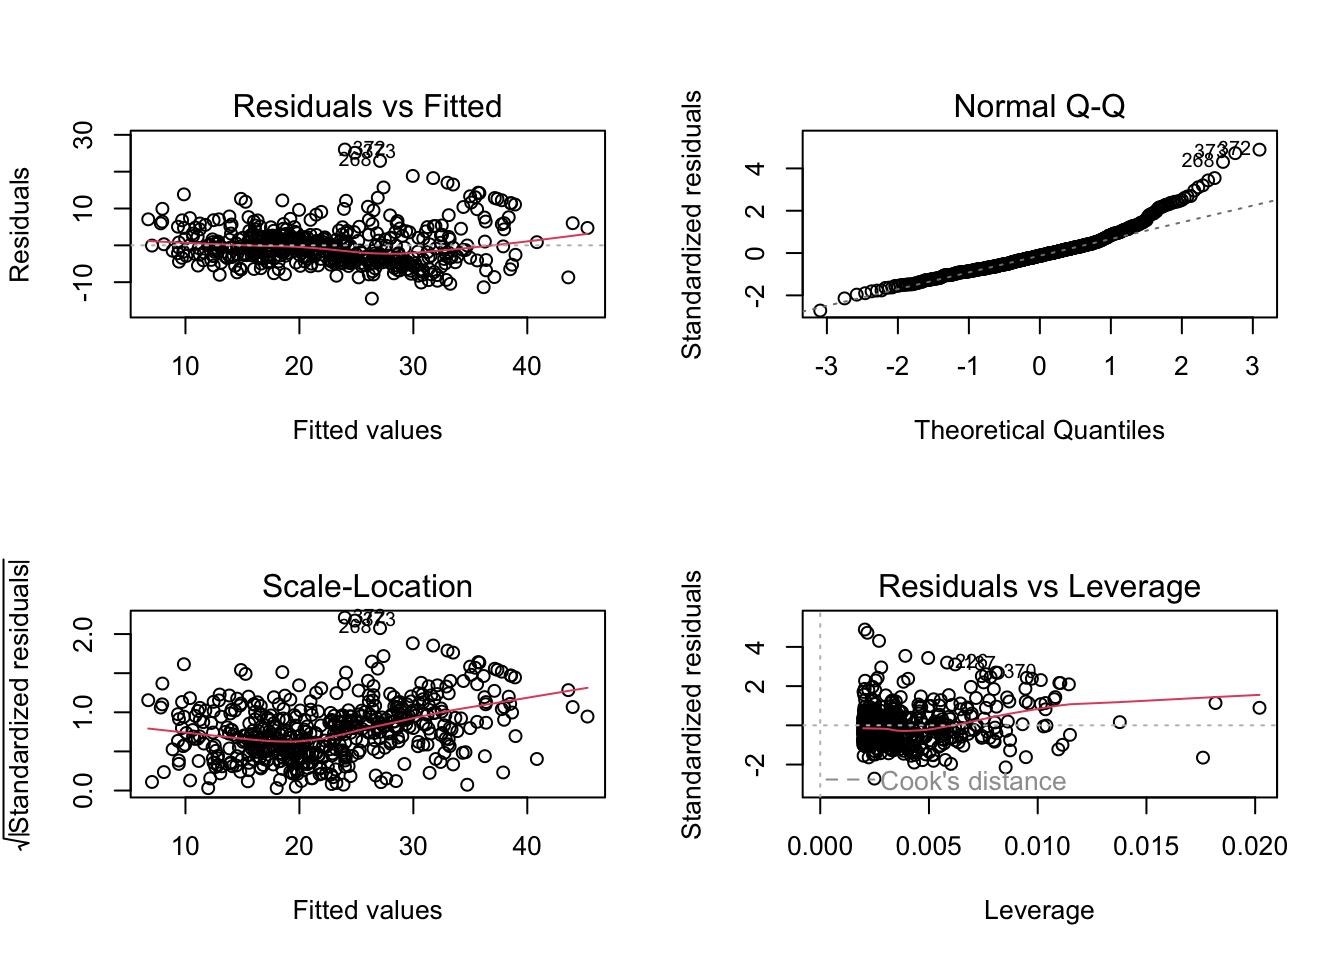 Residuals vs Fitted
Residuals
30
10
-10
372
373
268
10 20 30 40
Fitted values
Normal Q-Q
Standardized residuals
4
2
0
-2
373
372
268
-3 -2 -1 0 1 2 3
Theoretical Quantiles
Scale-Location
√|Standardized residuals|
2.0
1.0
0.0
372
373
268
10 20 30 40
Fitted values
Residuals vs Leverage
Standardized residuals
4
2
-2
370
Cook's distance
0.000 0.005 0.010 0.015 0.020
Leverage